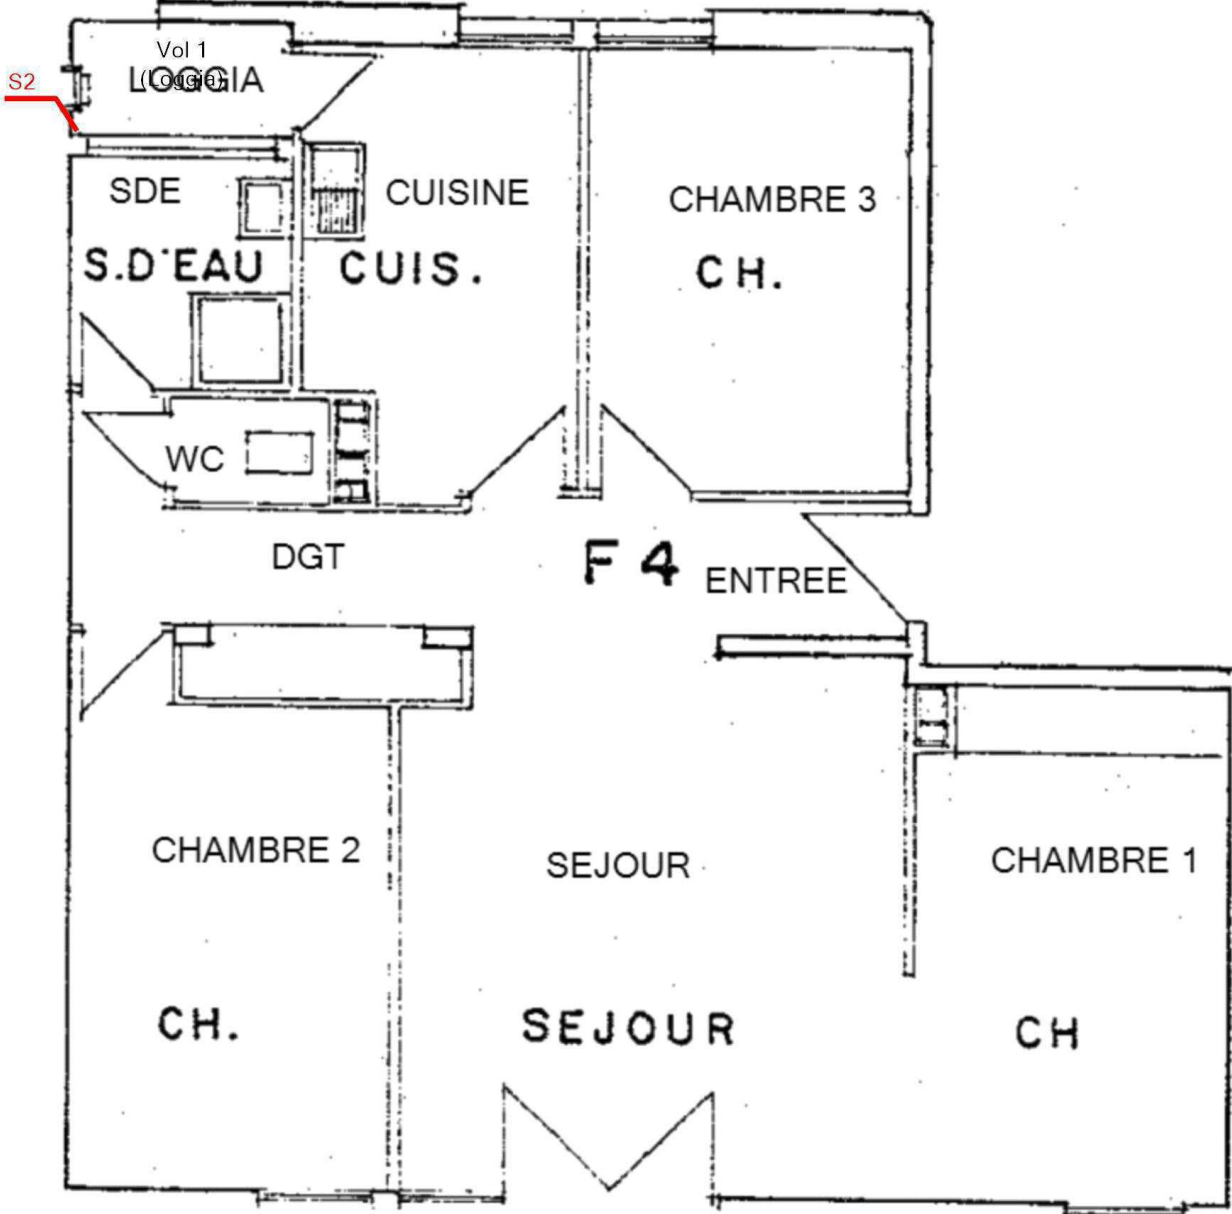 Vol 1
(Loggia)
LOGGIA
S2
SDE
CUISINE
CHAMBRE 3
S.D'EAU
CUIS.
CH.
WC
DGT
F 4
ENTREE
CHAMBRE 2
SEJOUR
CHAMBRE 1
CH.
SEJOUR
CH